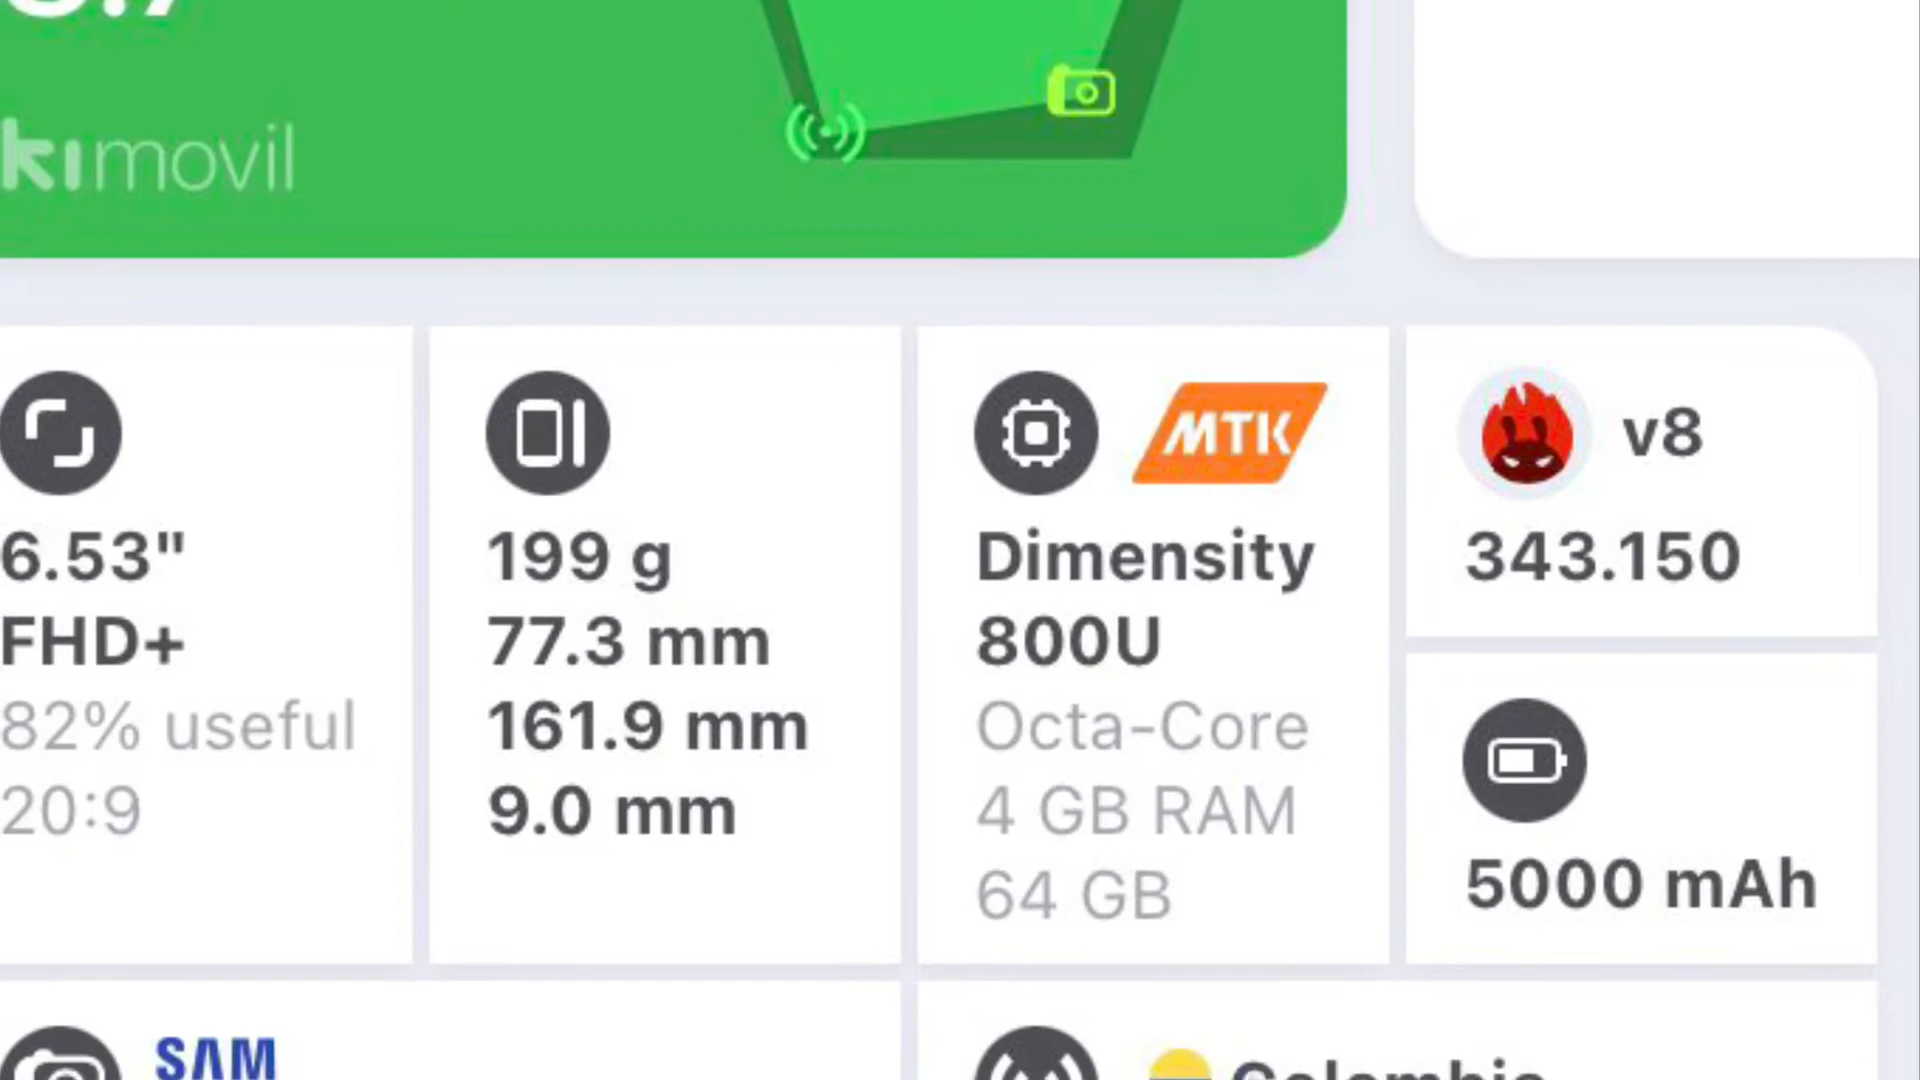 kimovil
MTK
v8
6.53"
FHD+
82% useful
20:9
199 g
77.3 mm
161.9 mm
9.0 mm
Dimensity
800U
Octa-Core
4 GB RAM
64 GB
343.150
5000 mAh
SAM
Colombia